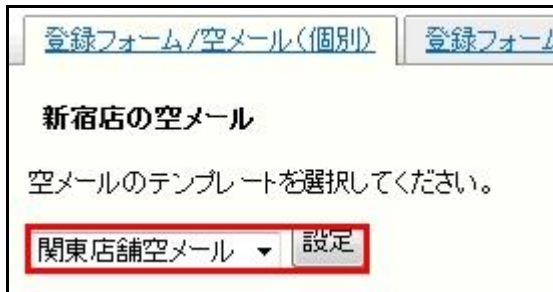 登録フォーム/空メール(個別) 登録フォーム
新宿店の空メール
空メールのテンプレートを選択してください。
関東店舗空メール 設定